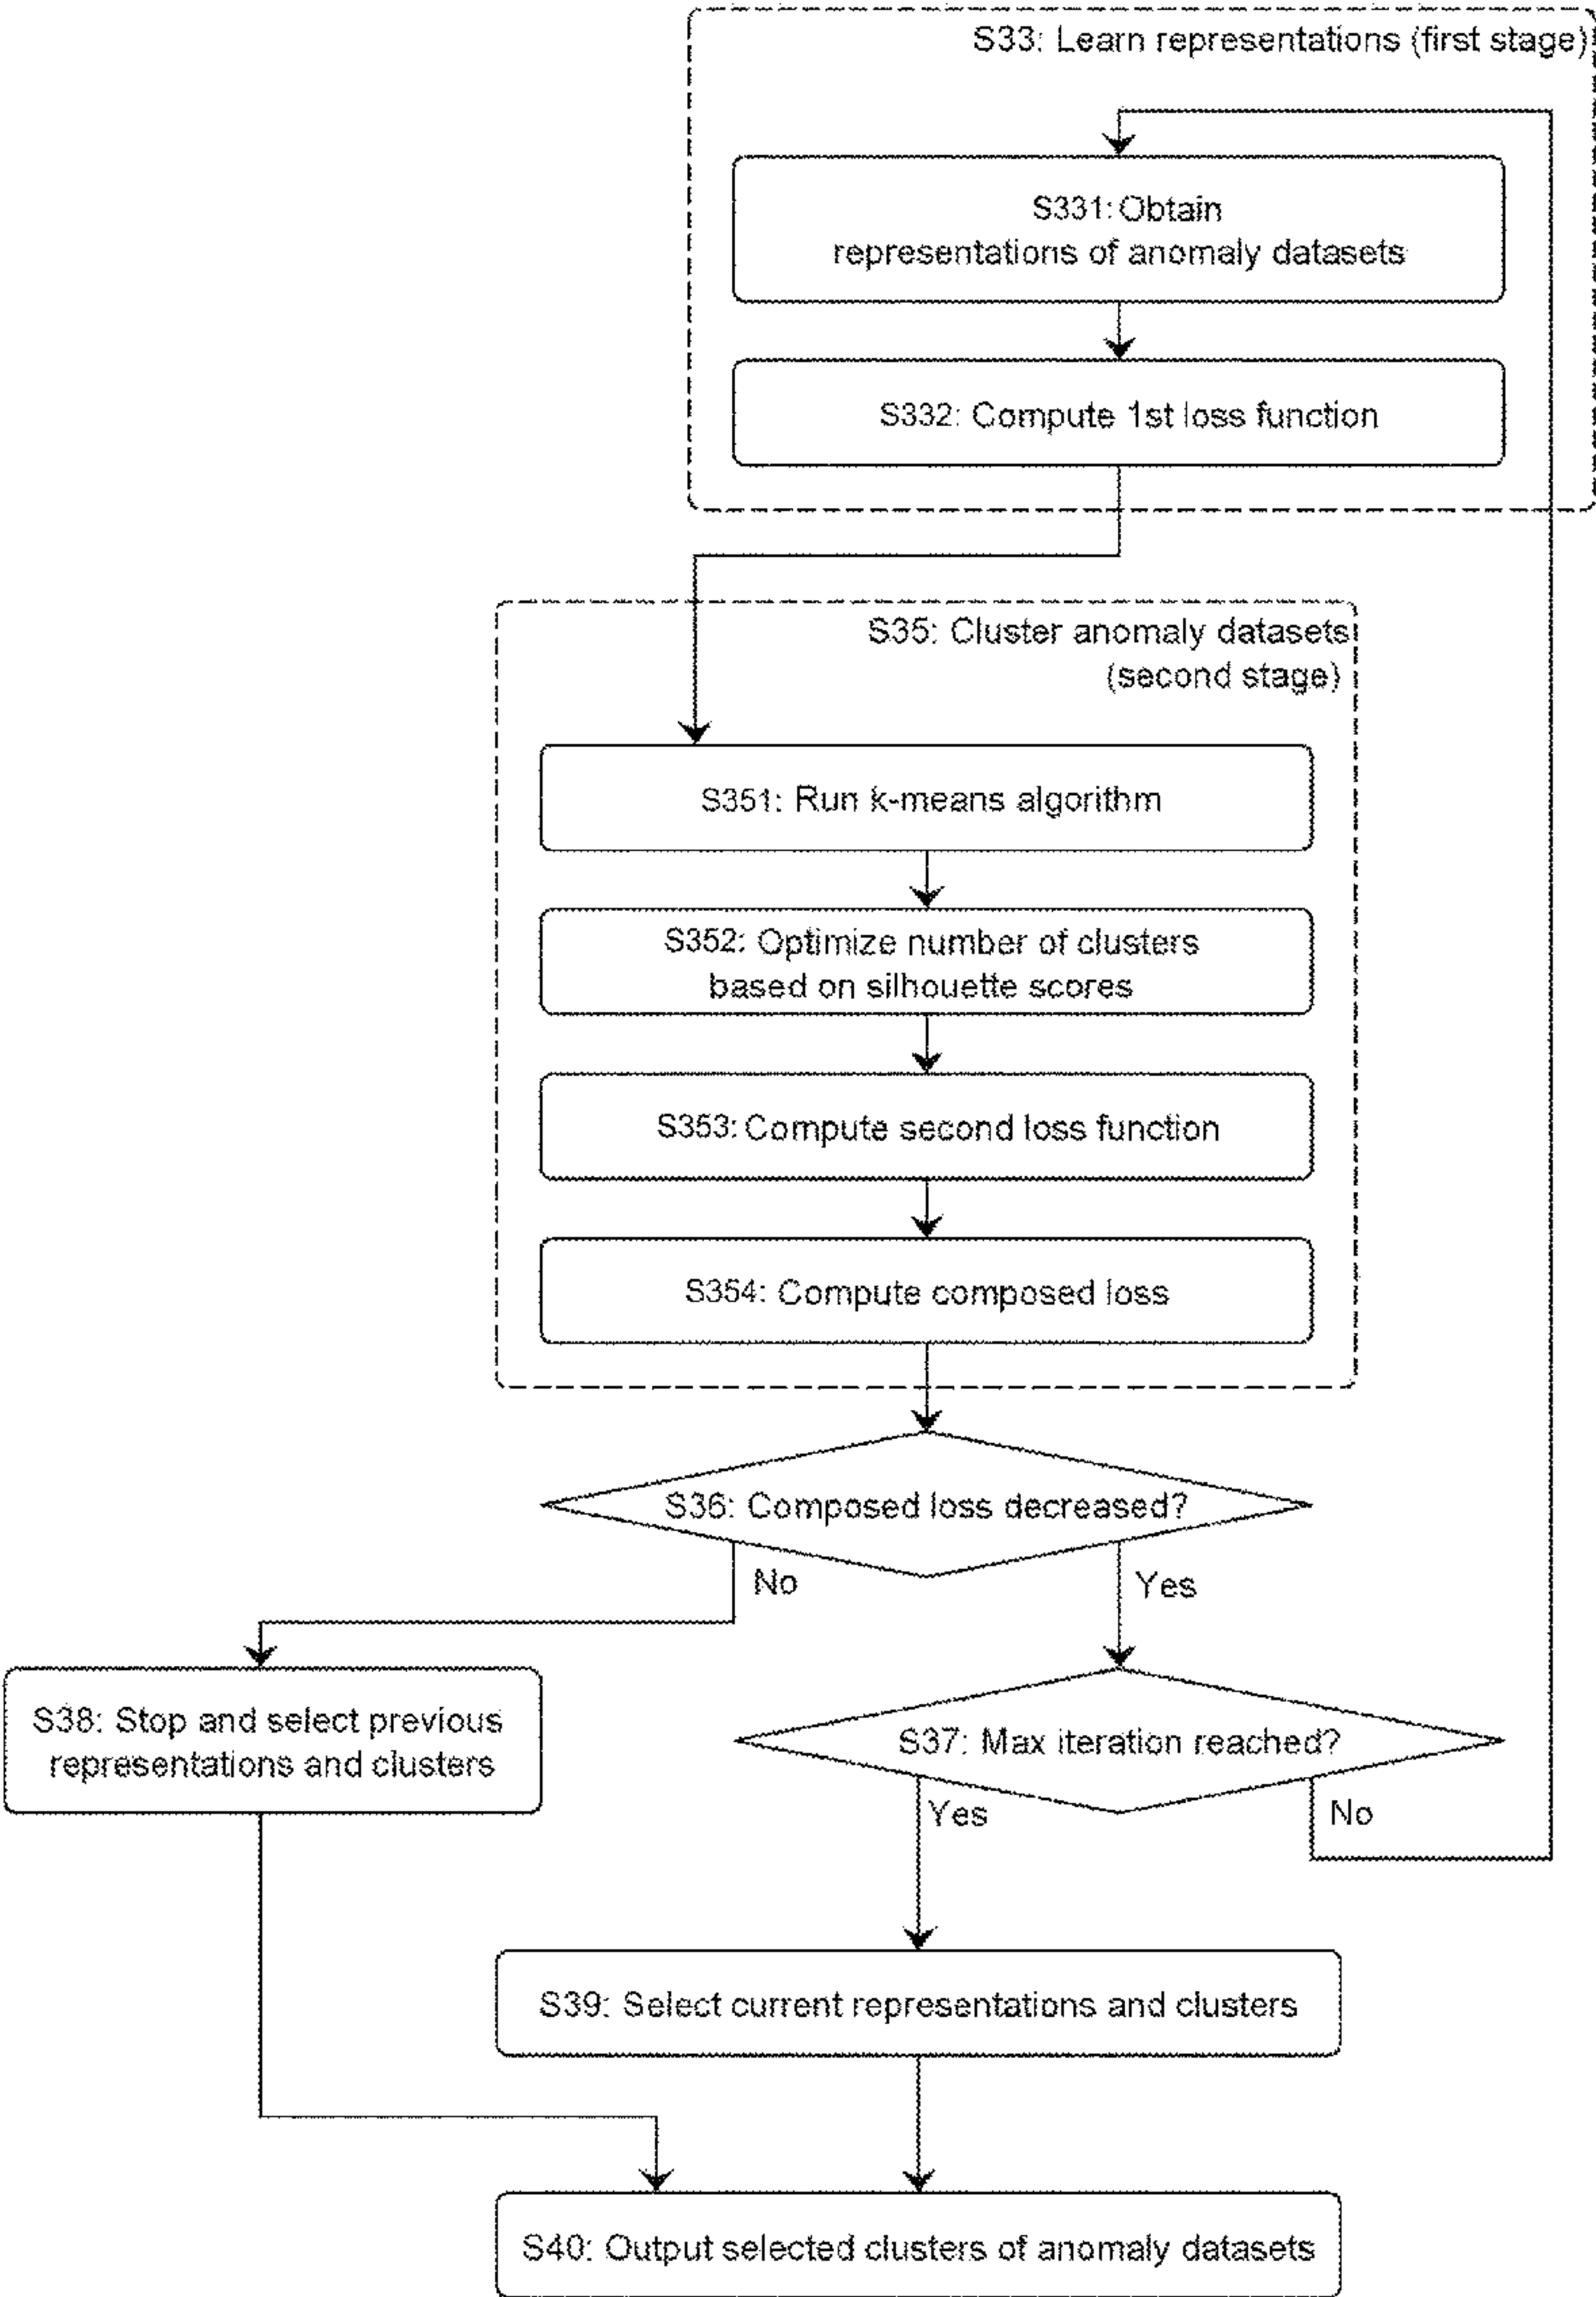 S33: Learn representations (first stage)
S331: Obtain
representations of anomaly datasets
S332: Compute 1st loss function
S35: Cluster anomaly datasets
(second stage)
S351: Run k-means algorithm
S352: Optimize number of clusters
based on silhouette scores
S353: Compute second loss function
S354: Compute composed loss
S36: Composed loss decreased?
No
Yes
S38: Stop and select previous
representations and clusters
S37: Max iteration reached?
Yes
No
S39: Select current representations and clusters
S40: Output selected clusters of anomaly datasets